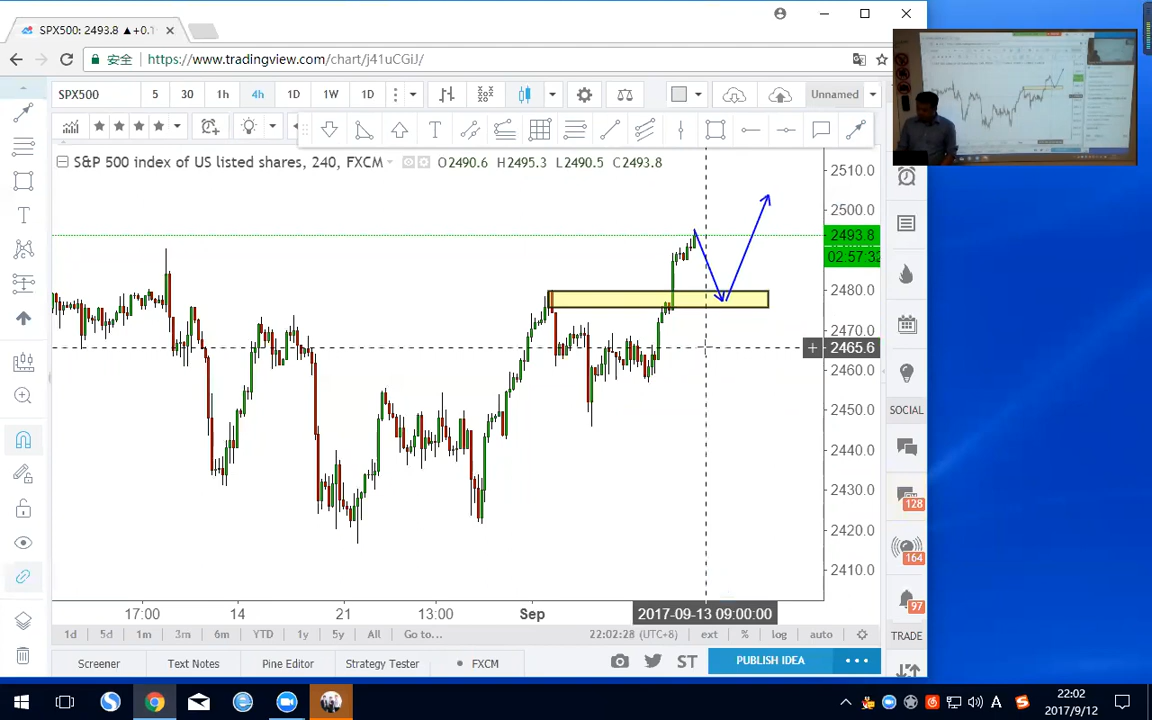 SPX500: 2493.8 ▲+0.1
安全 https://www.tradingview.com/chart/j41uCGiJ/
SPX500 5 30 1h 4h 1D 1W 1D Unnamed
S&P 500 index of US listed shares, 240, FXCM O2490.6 H2495.3 L2490.5 C2493.8
2510.0
2500.0
2493.8
02:57:32
2480.0
2470.0
2465.6
2460.0
2450.0
2440.0
2430.0
2420.0
2410.0
17:00 14 21 13:00 Sep 2017-09-13 09:00:00
1d 5d 1m 3m 6m YTD 1y 5y All Go to... 22:02:28 (UTC+8) ext % log auto
Screener Text Notes Pine Editor Strategy Tester FXCM ST PUBLISH IDEA
SOCIAL
128
164
97
TRADE
A
22:02
2017/9/12